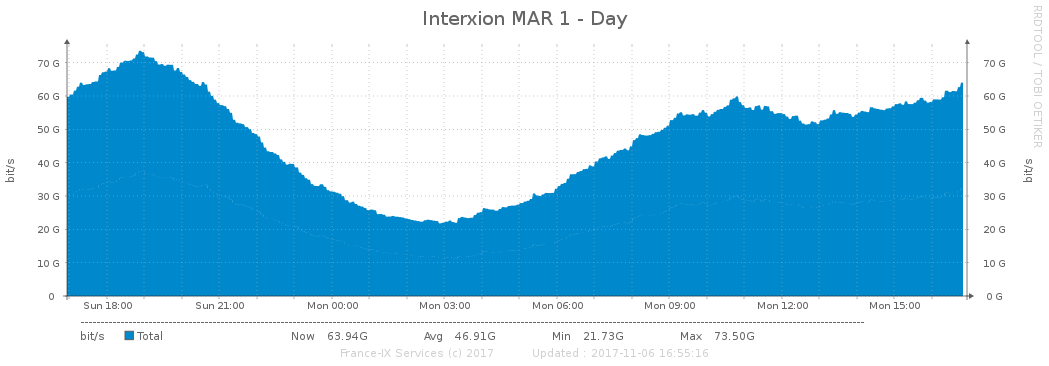 Interxion MAR 1 - Day
RRDTOOL / TOBI OETIKER
bit/s
70 G 70 G
60 G 60 G
50 G 50 G
40 G 40 G
30 G 30 G
20 G 20 G
10 G 10 G
0 0 G
bit/s
Sun 18:00 Sun 21:00 Mon 00:00 Mon 03:00 Mon 06:00 Mon 09:00 Mon 12:00 Mon 15:00
bit/s Total Now 63.94G Avg 46.91G Min 21.73G Max 73.50G
France-IX Services (c) 2017 Updated : 2017-11-06 16:55:16